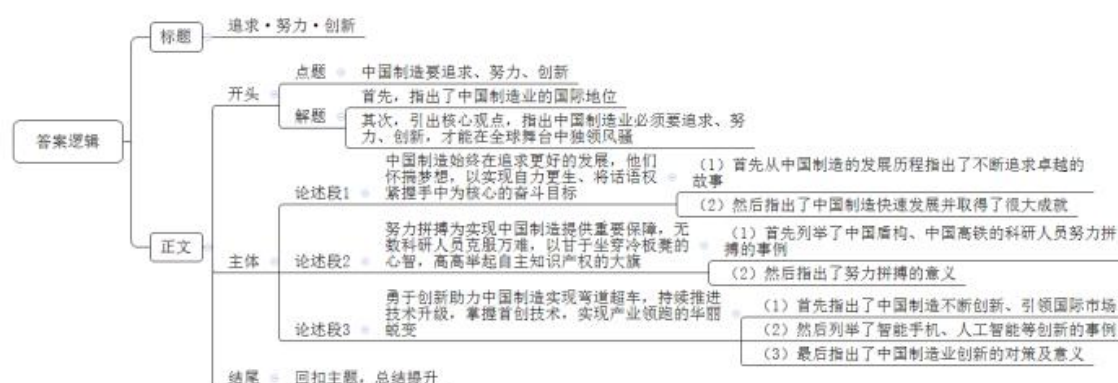 答案逻辑
标题
追求·努力·创新
正文
开头
点题
中国制造要追求、努力、创新
解题
首先，指出了中国制造业的国际地位
其次，引出核心观点，指出中国制造业必须要追求、努
力、创新，才能在全球舞台中独领风骚
主体
论述段1
中国制造始终在追求更好的发展，他们
怀揣梦想，以实现自力更生、将话语权
紧握手中为核心的奋斗目标
（1）首先从中国制造的发展历程指出了不断追求卓越的
故事
（2）然后指出了中国制造快速发展并取得了很大成就
论述段2
努力拼搏为实现中国制造提供重要保障，无
数科研人员克服万难，以甘于坐穿冷板凳的
心智，高高举起自主知识产权的大旗
（1）首先列举了中国盾构、中国高铁的科研人员努力拼
搏的事例
（2）然后指出了努力拼搏的意义
论述段3
勇于创新助力中国制造实现弯道超车，持续推进
技术升级，掌握首创技术，实现产业领跑的华丽
蜕变
（1）首先指出了中国制造不断创新、引领国际市场
（2）然后列举了智能手机、人工智能等创新的事例
（3）最后指出了中国制造业创新的对策及意义
结尾
回扣主题，总结提升